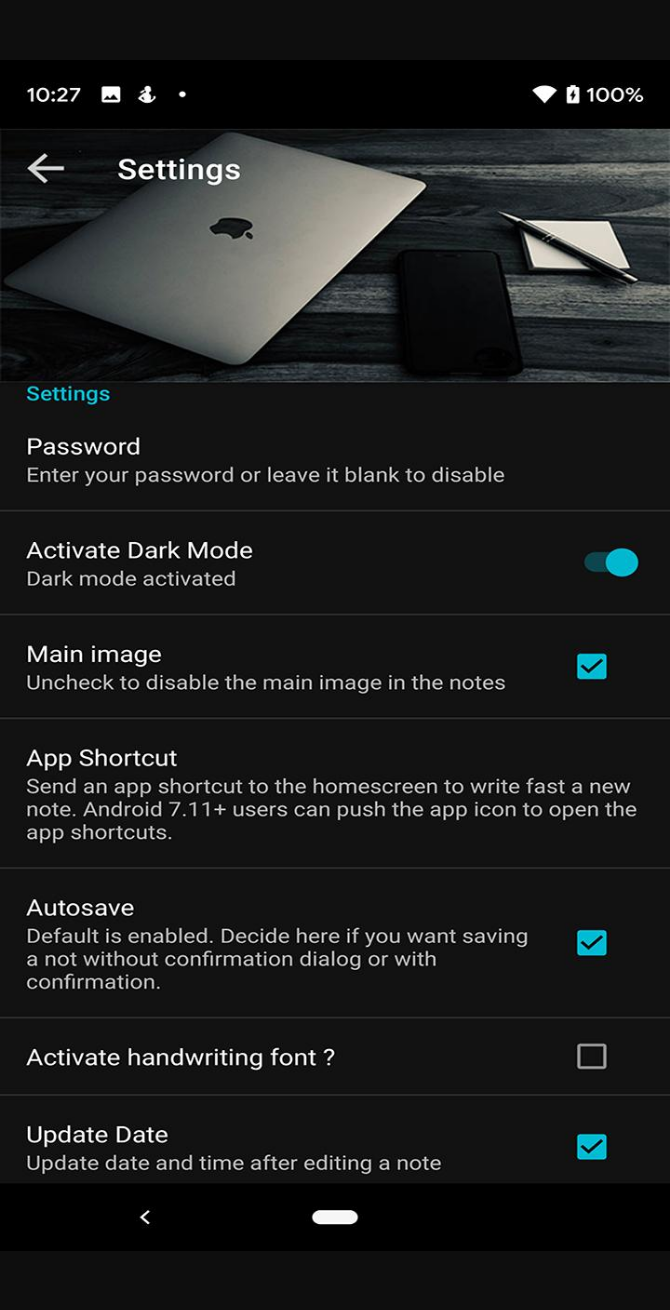 10:27 100%
Settings
Settings
Password
Enter your password or leave it blank to disable
Activate Dark Mode
Dark mode activated
Main image
Uncheck to disable the main image in the notes
App Shortcut
Send an app shortcut to the homescreen to write fast a new
note. Android 7.11+ users can push the app icon to open the
app shortcuts.
Autosave
Default is enabled. Decide here if you want saving
a not without confirmation dialog or with
confirmation.
Activate handwriting font ?
Update Date
Update date and time after editing a note